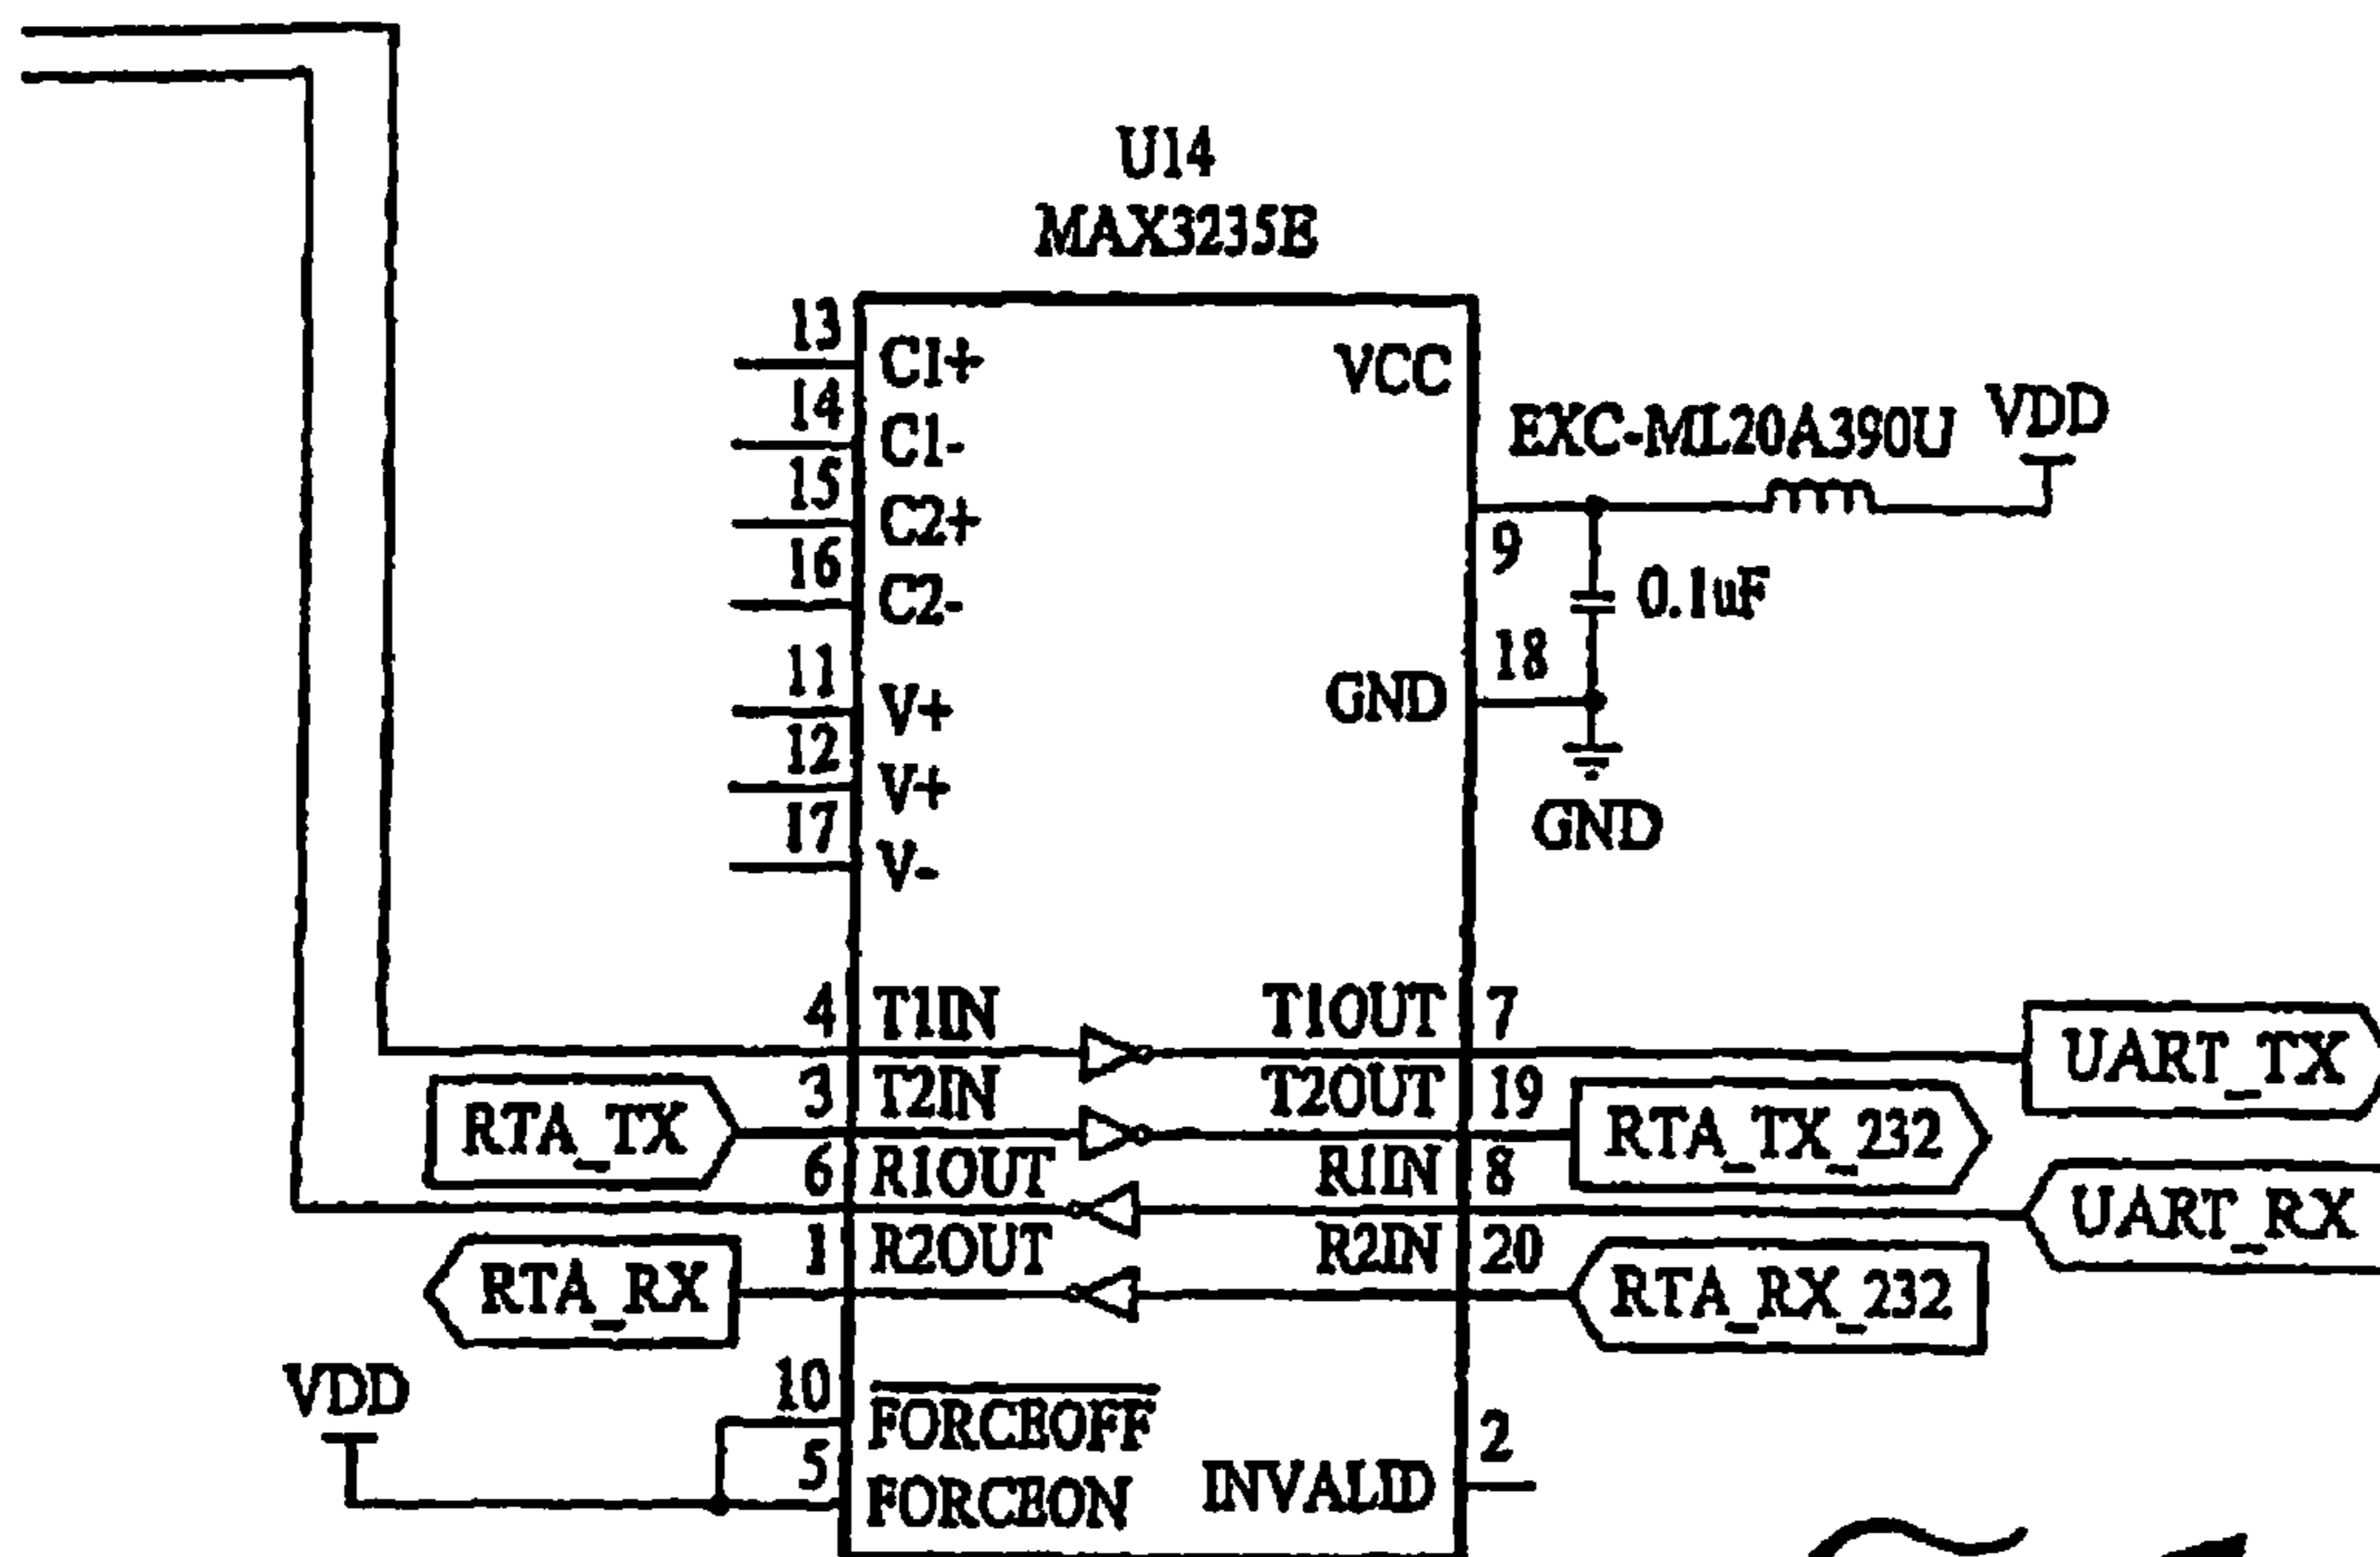 U14
MAX3235E
13 C1+ VCC
14 C1-
EXC-ML20A390U VDD
15 C2+
9
16 C2-
0.1uF
11 V+
18 GND
12 V+
17 V-
GND
4 T1IN T1OUT 7
UART_TX
3 T2IN T2OUT 19
RTA_TX RTA_TX_232
6 R1OUT R1IN 8
UART_RX
1 R2OUT R2IN 20
RTA_RX RTA_RX_232
VDD
10 FORCEOFF
5 FORCEON
2 INVALID